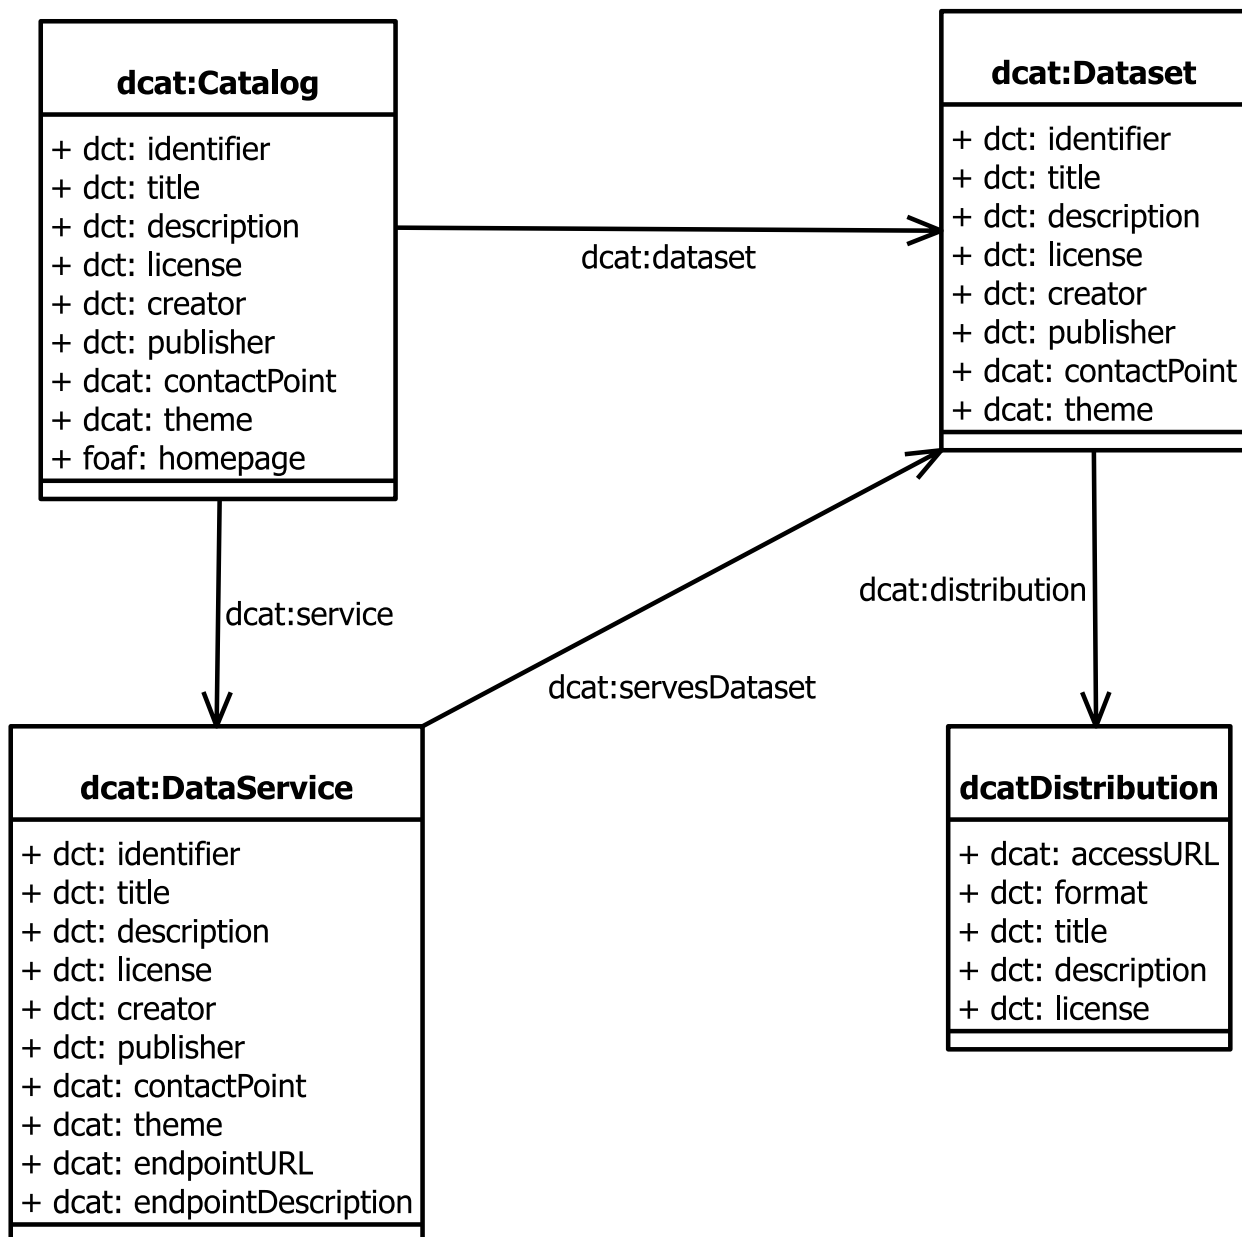 dcat:Catalog
+ dct: identifier
+ dct: title
+ dct: description
+ dct: license
+ dct: creator
+ dct: publisher
+ dcat: contactPoint
+ dcat: theme
+ foaf: homepage
dcat:dataset
dcat:Dataset
+ dct: identifier
+ dct: title
+ dct: description
+ dct: license
+ dct: creator
+ dct: publisher
+ dcat: contactPoint
+ dcat: theme
dcat:service
dcat:servesDataset
dcat:distribution
dcat:DataService
+ dct: identifier
+ dct: title
+ dct: description
+ dct: license
+ dct: creator
+ dct: publisher
+ dcat: contactPoint
+ dcat: theme
+ dcat: endpointURL
+ dcat: endpointDescription
dcatDistribution
+ dcat: accessURL
+ dct: format
+ dct: title
+ dct: description
+ dct: license